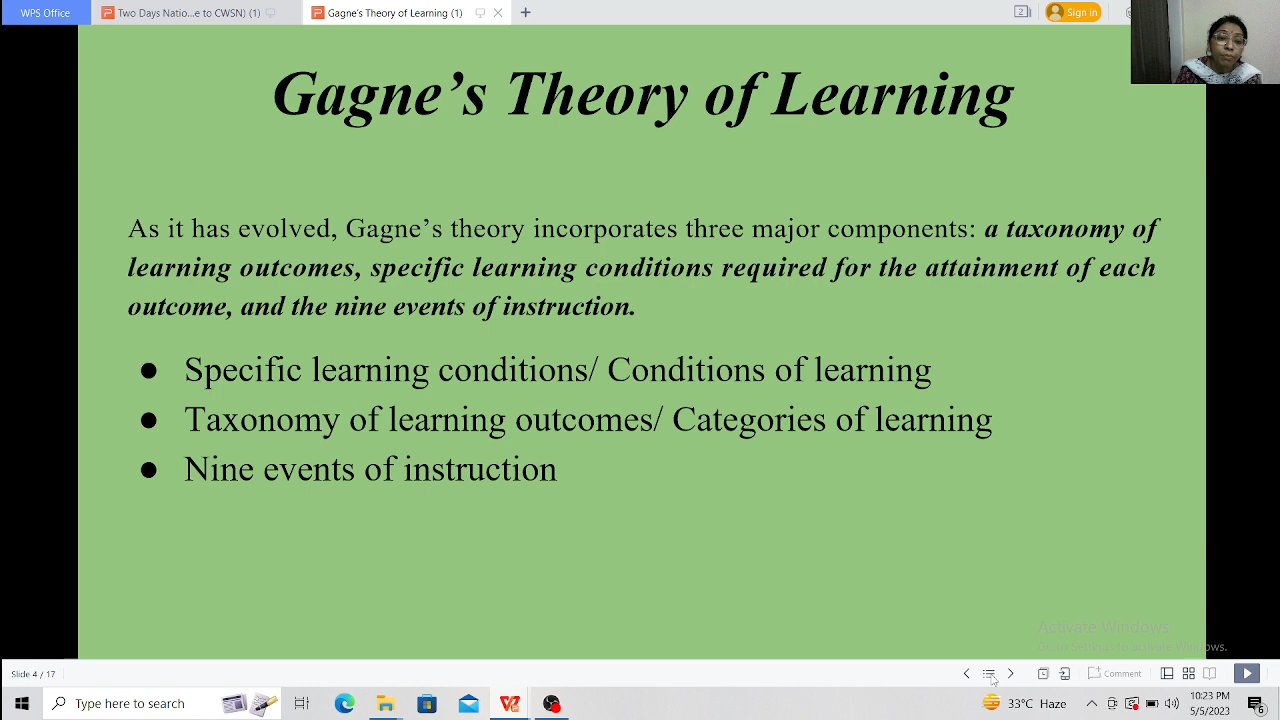 WPS Office
Two Days Natio...e to CWSN) (1)
Gagne's Theory of Learning (1)
Sign in
Gagne’s Theory of Learning
As it has evolved, Gagne’s theory incorporates three major components: a taxonomy of
learning outcomes, specific learning conditions required for the attainment of each
outcome, and the nine events of instruction.
● Specific learning conditions/ Conditions of learning
● Taxonomy of learning outcomes/ Categories of learning
● Nine events of instruction
Activate Windows
Go to Settings to activate Windows.
Slide 4 / 17
Comment
Type here to search
33°C Haze
10:23 PM
5/5/2023
6